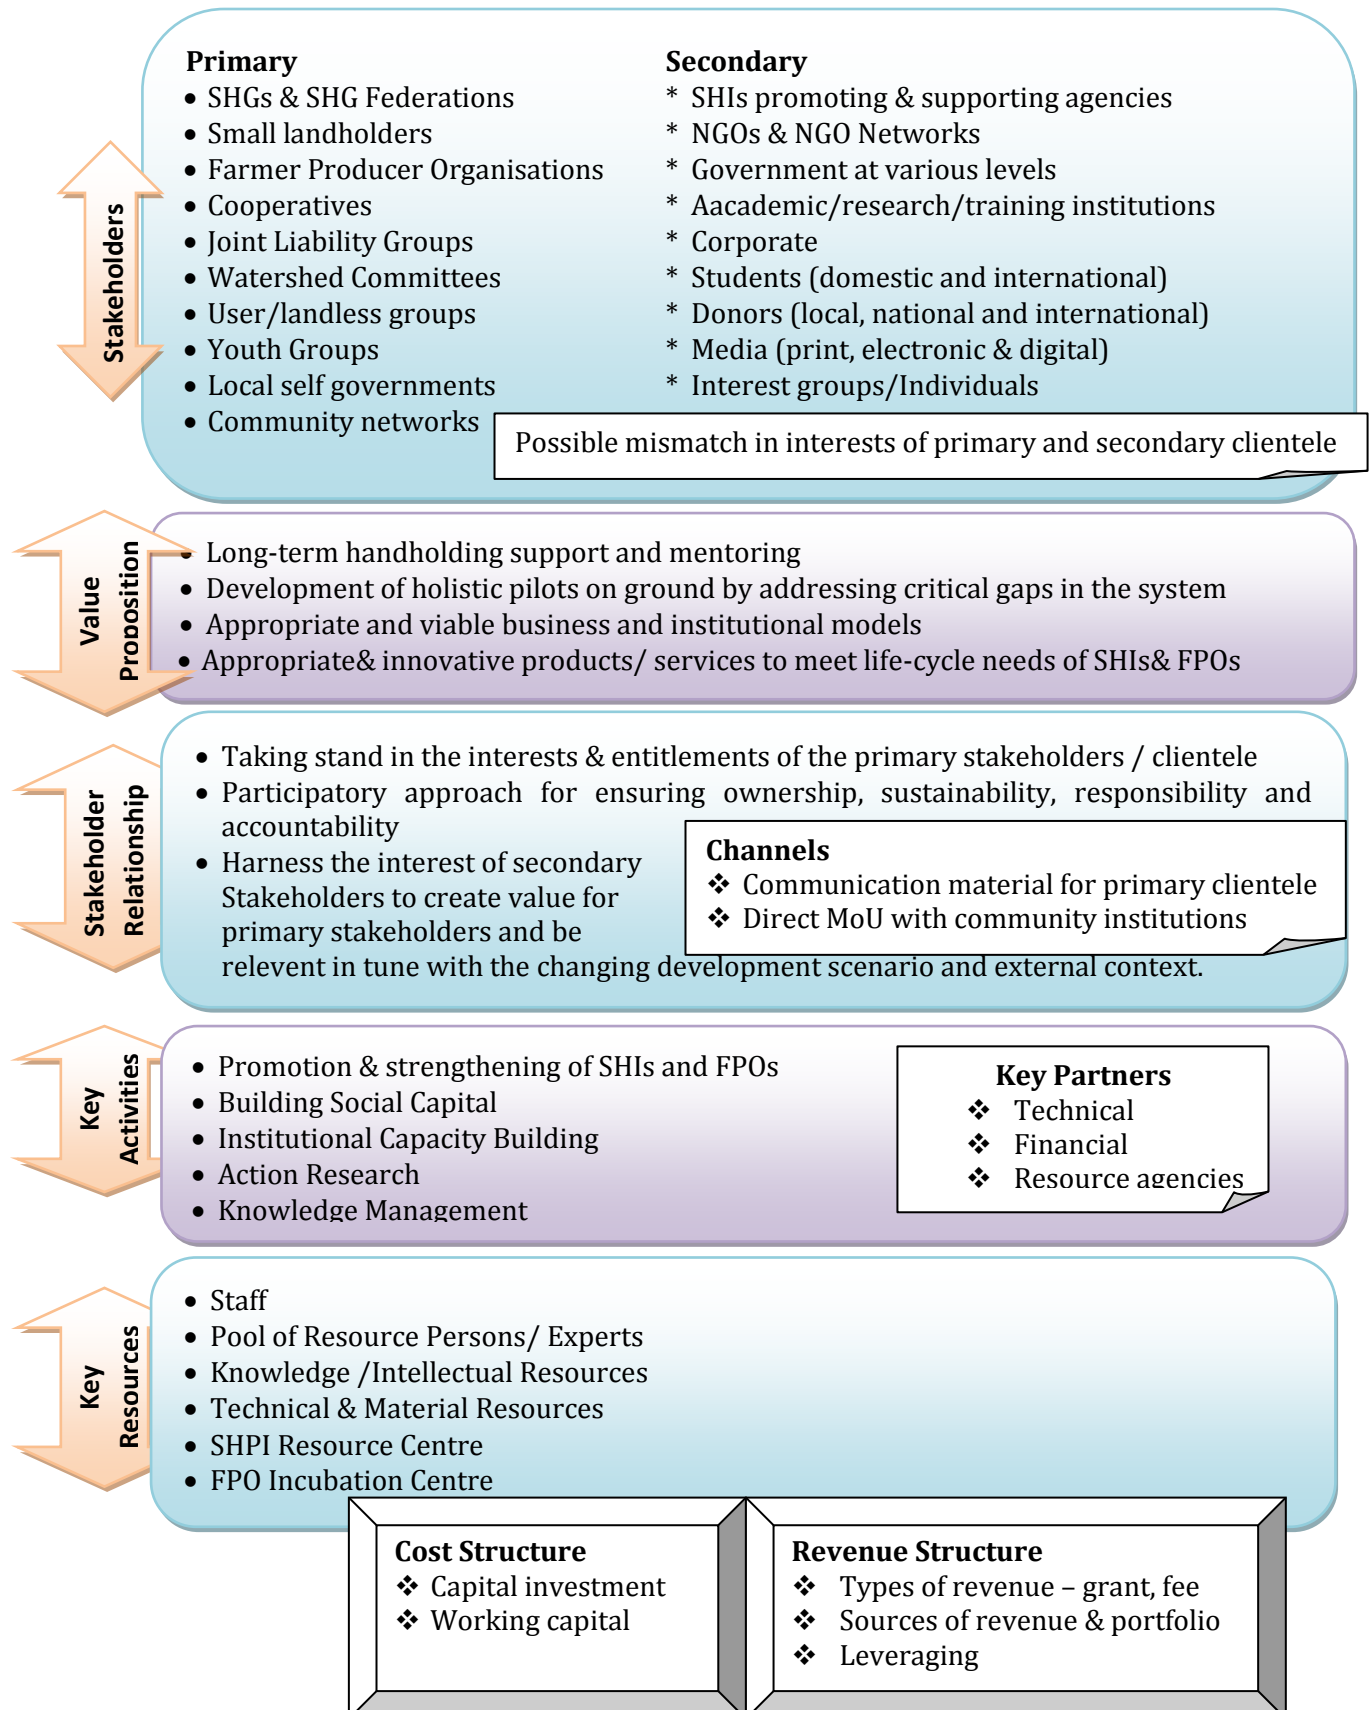 Stakeholders
Primary
• SHGs & SHG Federations
• Small landholders
• Farmer Producer Organisations
• Cooperatives
• Joint Liability Groups
• Watershed Committees
• User/landless groups
• Youth Groups
• Local self governments
• Community networks
Secondary
* SHIs promoting & supporting agencies
* NGOs & NGO Networks
* Government at various levels
* Aacademic/research/training institutions
* Corporate
* Students (domestic and international)
* Donors (local, national and international)
* Media (print, electronic & digital)
* Interest groups/Individuals
Possible mismatch in interests of primary and secondary clientele
Value
Proposition
• Long-term handholding support and mentoring
• Development of holistic pilots on ground by addressing critical gaps in the system
• Appropriate and viable business and institutional models
• Appropriate& innovative products/ services to meet life-cycle needs of SHIs& FPOs
Stakeholder
Relationship
• Taking stand in the interests & entitlements of the primary stakeholders / clientele
• Participatory approach for ensuring ownership, sustainability, responsibility and
accountability
• Harness the interest of secondary
Stakeholders to create value for
primary stakeholders and be
relevent in tune with the changing development scenario and external context.
Channels
❖ Communication material for primary clientele
❖ Direct MoU with community institutions
Key
Activities
• Promotion & strengthening of SHIs and FPOs
• Building Social Capital
• Institutional Capacity Building
• Action Research
• Knowledge Management
Key Partners
❖ Technical
❖ Financial
❖ Resource agencies
Key
Resources
• Staff
• Pool of Resource Persons/ Experts
• Knowledge /Intellectual Resources
• Technical & Material Resources
• SHPI Resource Centre
• FPO Incubation Centre
Cost Structure
❖ Capital investment
❖ Working capital
Revenue Structure
❖ Types of revenue – grant, fee
❖ Sources of revenue & portfolio
❖ Leveraging